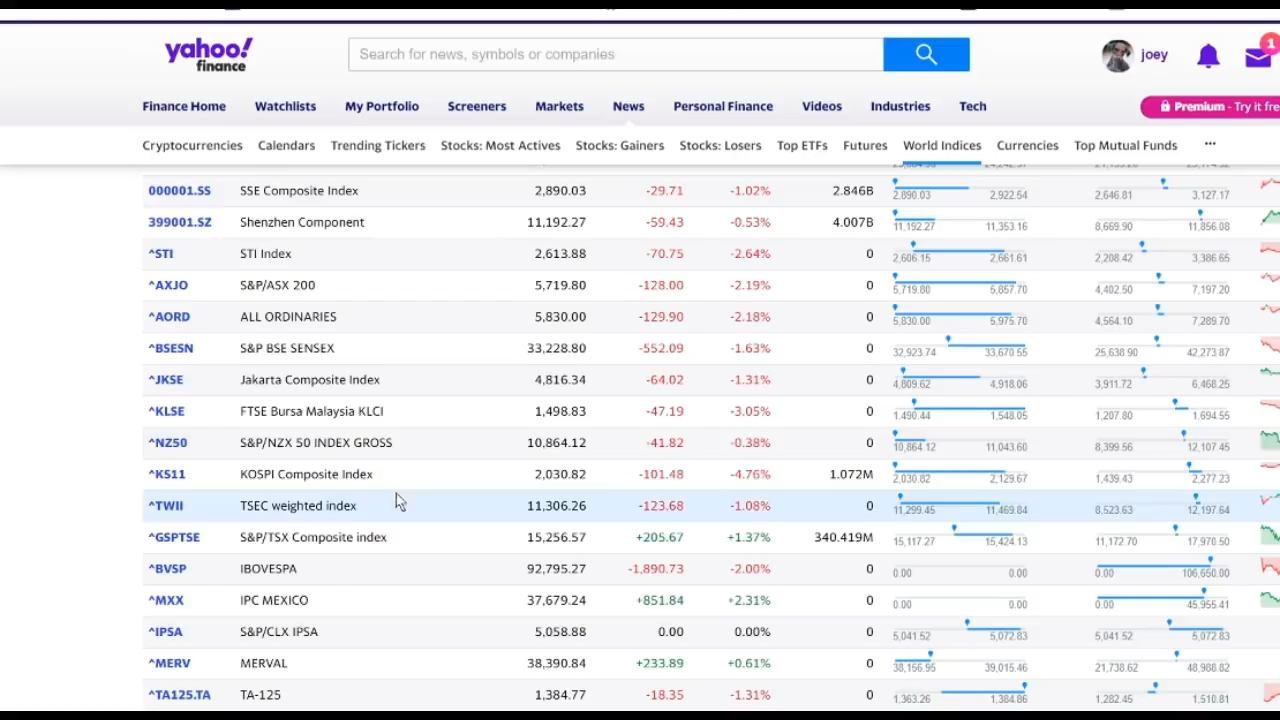 yahoo! finance
Search for news, symbols or companies
joey
1
Finance Home Watchlists My Portfolio Screeners Markets News Personal Finance Videos Industries Tech
Premium - Try it fre
Cryptocurrencies Calendars Trending Tickers Stocks: Most Actives Stocks: Gainers Stocks: Losers Top ETFs Futures World Indices Currencies Top Mutual Funds ...
000001.SS SSE Composite Index 2,890.03 -29.71 -1.02% 2.846B 2,890.03 2,922.54 2,646.81 3,127.17
399001.SZ Shenzhen Component 11,192.27 -59.43 -0.53% 4.007B 11,192.27 11,353.16 8,669.90 11,856.08
^STI STI Index 2,613.88 -70.75 -2.64% 0 2,606.15 2,661.61 2,208.42 3,386.65
^AXJO S&P/ASX 200 5,719.80 -128.00 -2.19% 0 5,719.80 5,857.70 4,402.50 7,197.20
^AORD ALL ORDINARIES 5,830.00 -129.90 -2.18% 0 5,830.00 5,975.70 4,564.10 7,289.70
^BSESN S&P BSE SENSEX 33,228.80 -552.09 -1.63% 0 32,923.74 33,670.55 25,638.90 42,273.87
^JKSE Jakarta Composite Index 4,816.34 -64.02 -1.31% 0 4,809.62 4,918.06 3,911.72 6,468.25
^KLSE FTSE Bursa Malaysia KLCI 1,498.83 -47.19 -3.05% 0 1,490.44 1,548.05 1,207.80 1,694.55
^NZ50 S&P/NZX 50 INDEX GROSS 10,864.12 -41.82 -0.38% 0 10,864.12 11,043.60 8,399.56 12,107.45
^KS11 KOSPI Composite Index 2,030.82 -101.48 -4.76% 1.072M 2,030.82 2,129.67 1,439.43 2,277.23
^TWII TSEC weighted index 11,306.26 -123.68 -1.08% 0 11,299.45 11,469.84 8,523.63 12,197.64
^GSPTSE S&P/TSX Composite index 15,256.57 +205.67 +1.37% 340.419M 15,117.27 15,424.13 11,172.70 17,970.50
^BVSP IBOVESPA 92,795.27 -1,890.73 -2.00% 0 0.00 0.00 0.00 106,650.00
^MXX IPC MEXICO 37,679.24 +851.84 +2.31% 0 0.00 0.00 0.00 45,955.41
^IPSA S&P/CLX IPSA 5,058.88 0.00 0.00% 0 5,041.52 5,072.83 5,041.52 5,072.83
^MERV MERVAL 38,390.84 +233.89 +0.61% 0 38,156.95 39,015.46 21,738.62 48,988.82
^TA125.TA TA-125 1,384.77 -18.35 -1.31% 0 1,363.26 1,384.86 1,282.45 1,510.81